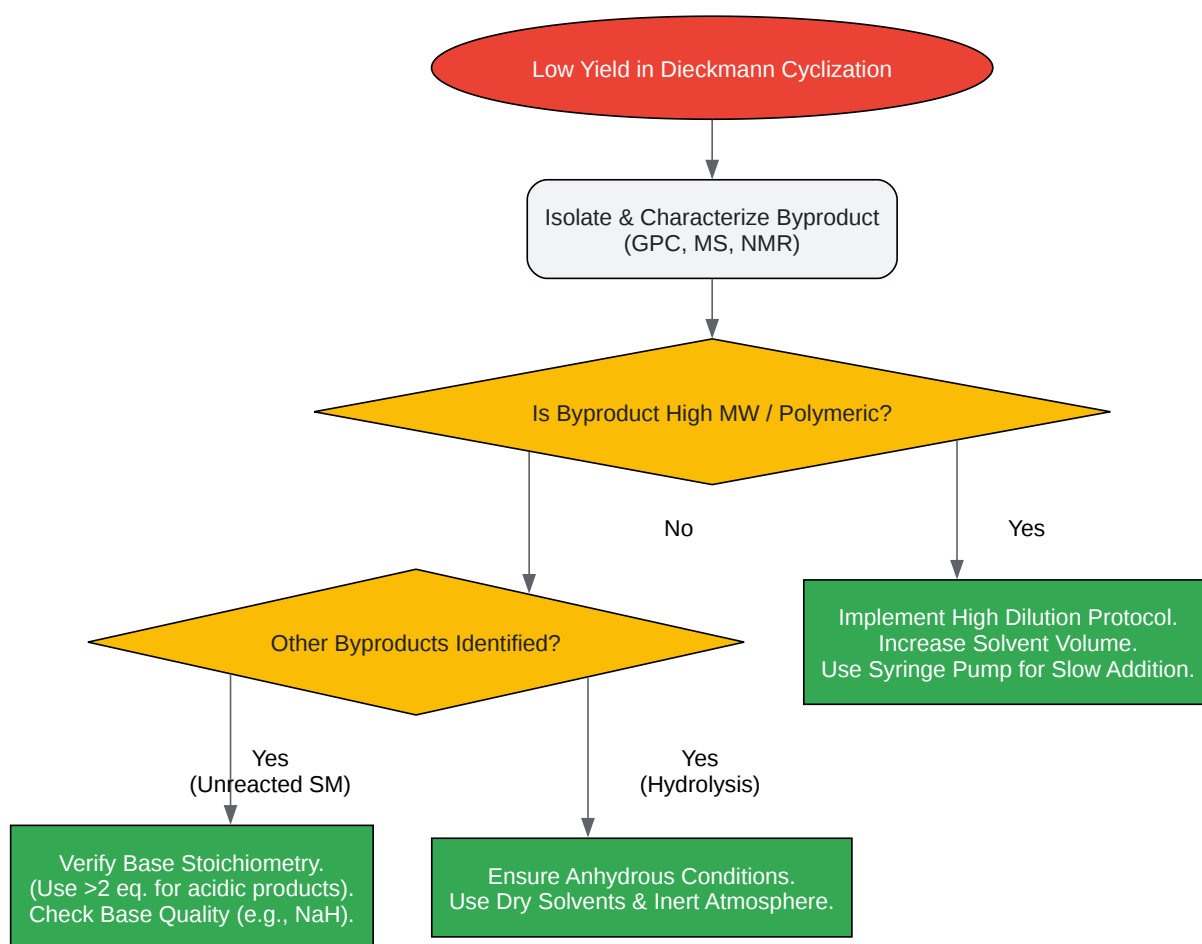 Low Yield in Dieckmann Cyclization
Isolate & Characterize Byproduct
(GPC, MS, NMR)
Is Byproduct High MW / Polymeric?
No
Yes
Other Byproducts Identified?
Implement High Dilution Protocol.
Increase Solvent Volume.
Use Syringe Pump for Slow Addition.
Yes
(Unreacted SM)
Yes
(Hydrolysis)
Verify Base Stoichiometry.
(Use >2 eq. for acidic products).
Check Base Quality (e.g., NaH).
Ensure Anhydrous Conditions.
Use Dry Solvents & Inert Atmosphere.